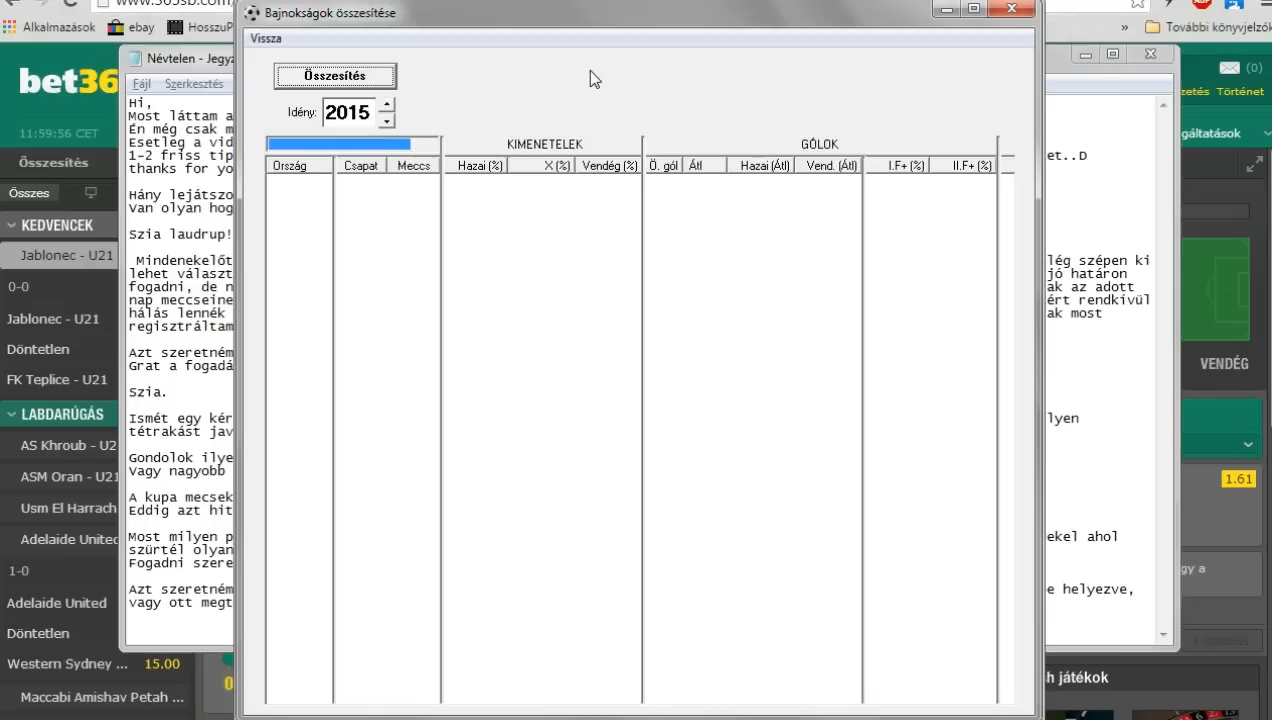 www.365sb.com/
Alkalmazások
ebay
HosszuP
»
További könyvjelzők
Bajnokságok összesítése
Vissza
Összesítés
Idény: 2015
KIMENETELEK
GÓLOK
Ország
Csapat
Meccs
Hazai (%)
X (%)
Vendég (%)
Ö. gól
Átl
Hazai (Átl)
Vend. (Átl)
I.F+ (%)
II.F+ (%)
Névtelen - Jegyz
Fájl
Szerkesztés
Hi,
Most láttam a
Én még csak m
Esetleg a vid
et..D
1-2 friss tip
thanks for yo
Hány lejátszo
Van olyan hog
Szia laudrup!
Mindenekelőt
lég szépen ki
lehet választ
jó határon
fogadni, de n
ak az adott
nap meccseine
ért rendkívül
hálás lennék
ak most
regisztráltam
Azt szeretném
Grat a fogadá
Szia.
Ismét egy kér
lyen
tétrakást jav
Gondolok ilye
Vagy nagyobb
A kupa mecsek
Eddig azt hit
Most milyen p
ekel ahol
szürtél olyan
Fogadni szere
Azt szeretném
e helyezve,
vagy ott megt
bet36
11:59:56 CET
Összesítés
Összes
KEDVENCEK
Jablonec - U21
0-0
Jablonec - U21
Döntetlen
FK Teplice - U21
LABDARÚGÁS
AS Khroub - U2
ASM Oran - U21
Usm El Harrach
Adelaide United
1-0
Adelaide United
Döntetlen
Western Sydney ...
15.00
Maccabi Amishav Petah ...
(0)
zetés
Történet
gáltatások
VENDÉG
1.61
gy a
h játékok